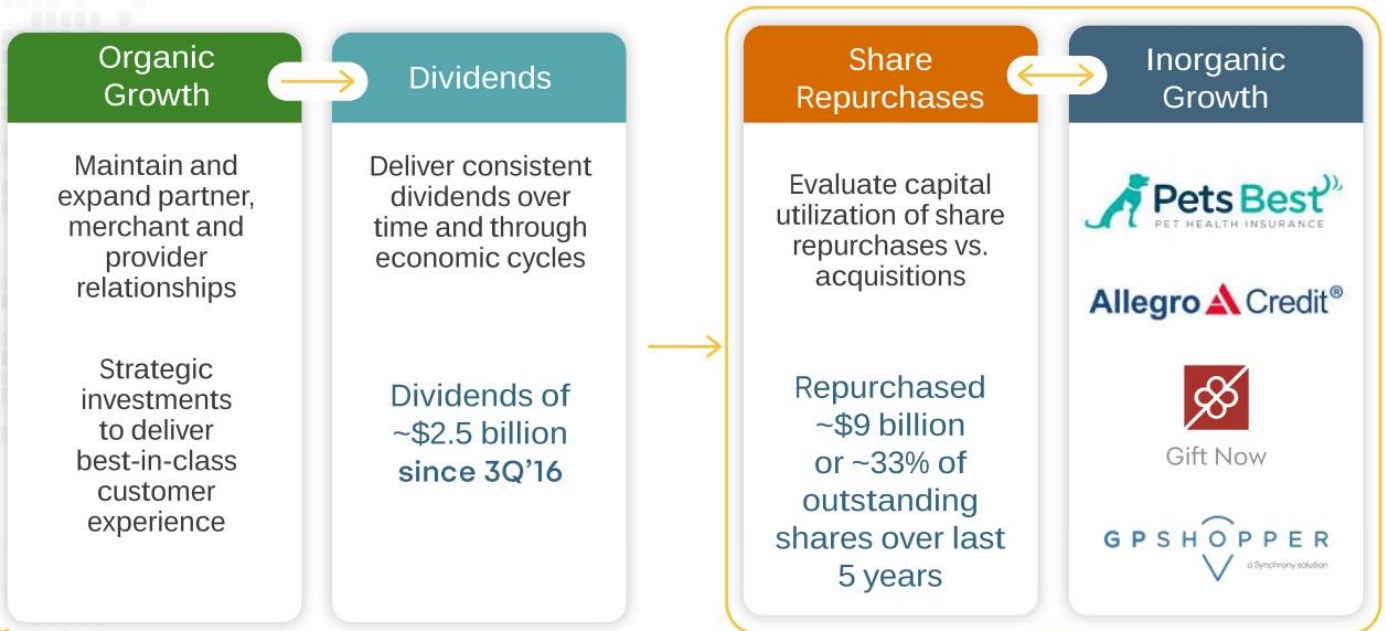 Organic
Growth
Maintain and
expand partner,
merchant and
provider
relationships
Strategic
investments
to deliver
best-in-class
customer
experience
Dividends
Deliver consistent
dividends over
time and through
economic cycles
Dividends of
~$2.5 billion
since 3Q’16
Share
Repurchases
Evaluate capital
utilization of share
repurchases vs.
acquisitions
Repurchased
~$9 billion
or ~33% of
outstanding
shares over last
5 years
Inorganic
Growth
Pets Best
PET HEALTH INSURANCE
Allegro Credit®
Gift Now
GPSHOPPER
a Synchrony solution